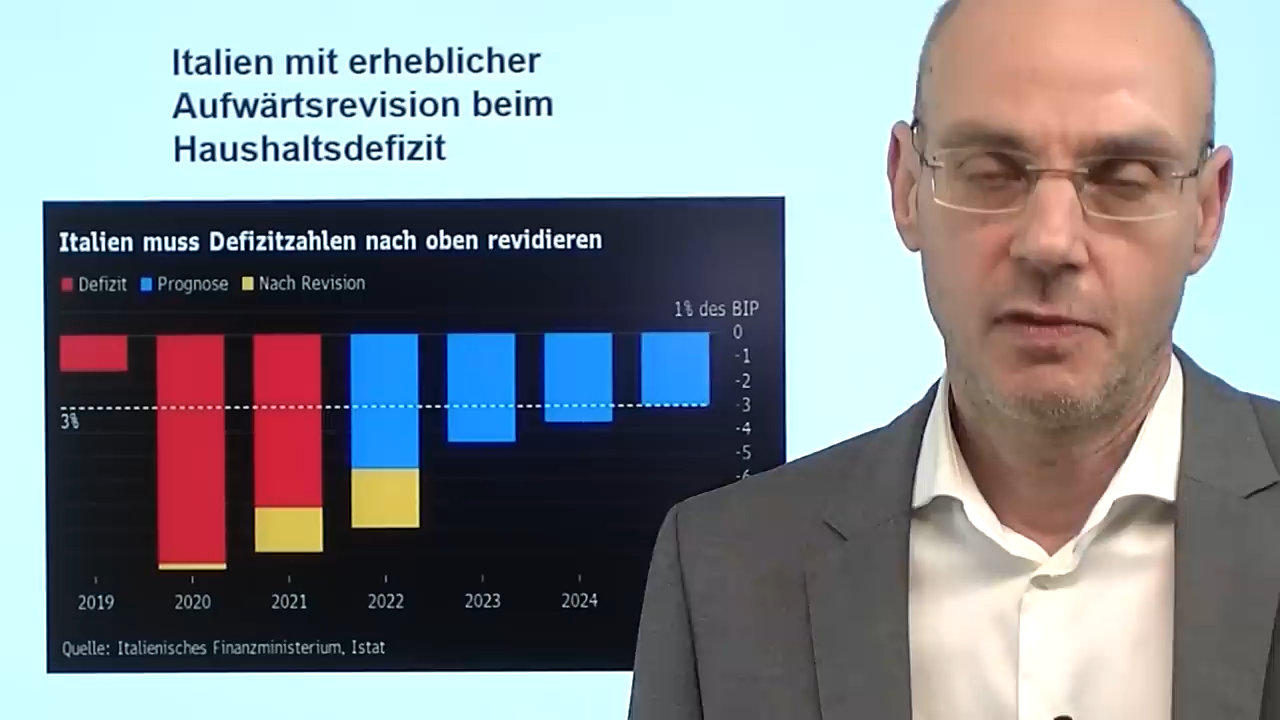 Italien mit erheblicher
Aufwärtsrevision beim
Haushaltsdefizit
Italien muss Defizitzahlen nach oben revidieren
Defizit Prognose Nach Revision
1% des BIP
0
-1
-2
-3
3%
-4
-5
2019 2020 2021 2022 2023 2024
Quelle: Italienisches Finanzministerium, Istat